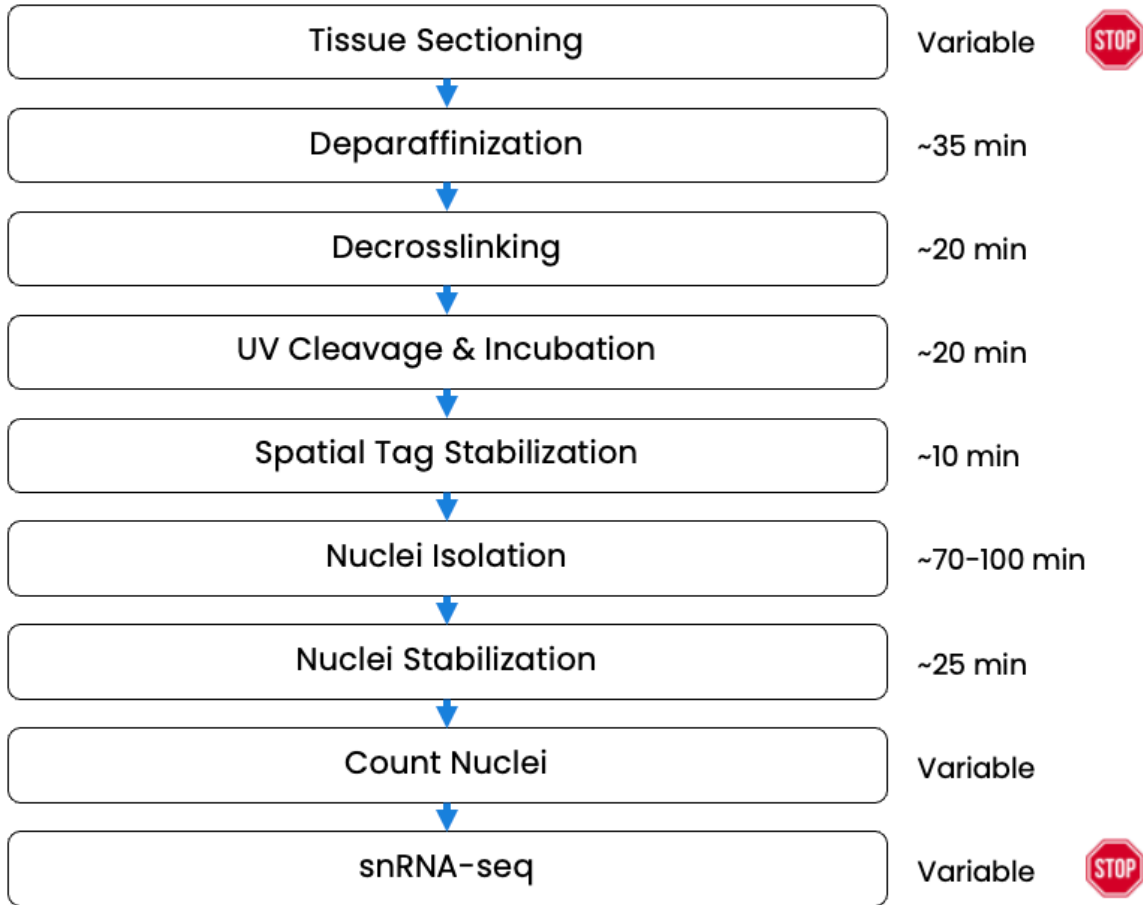 Tissue Sectioning Variable STOP
Deparaffinization ~35 min
Decrosslinking ~20 min
UV Cleavage & Incubation ~20 min
Spatial Tag Stabilization ~10 min
Nuclei Isolation ~70-100 min
Nuclei Stabilization ~25 min
Count Nuclei Variable
snRNA-seq Variable STOP